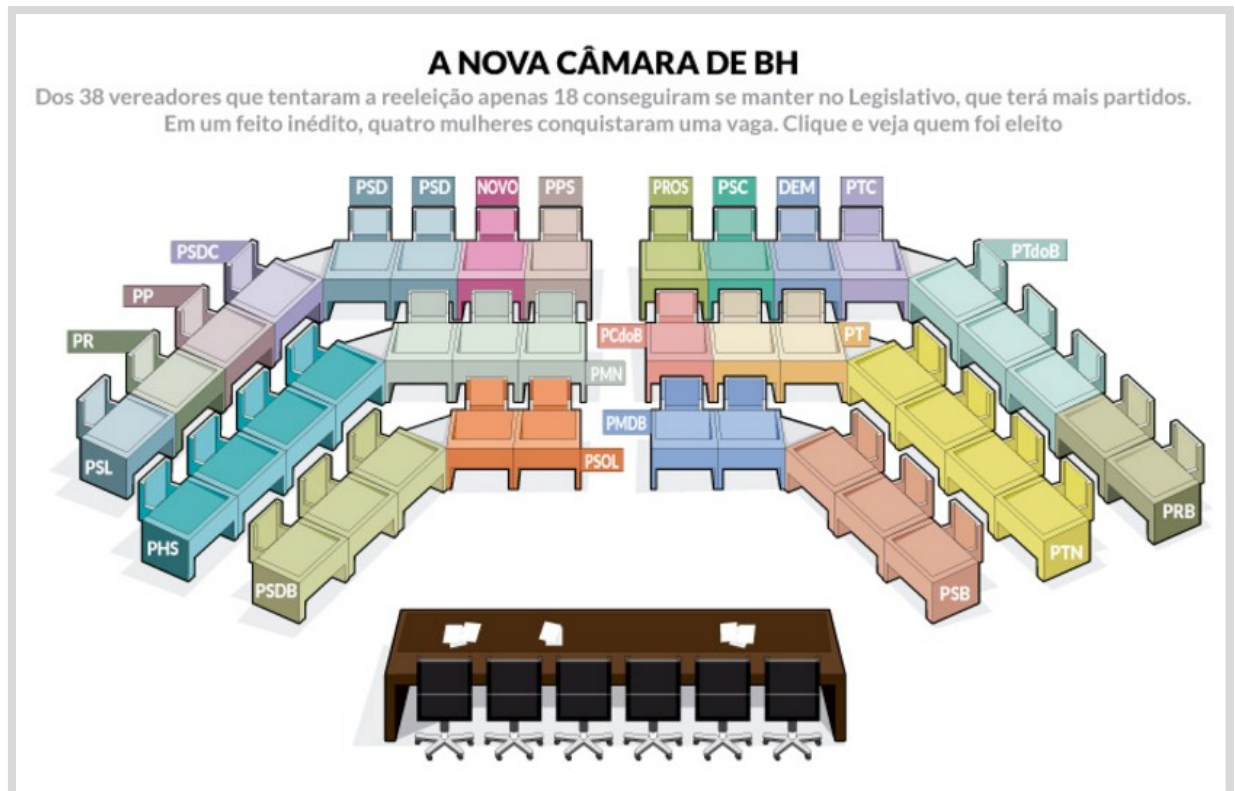 A NOVA CÂMARA DE BH
Dos 38 vereadores que tentaram a reeleição apenas 18 conseguiram se manter no Legislativo, que terá mais partidos.
Em um feito inédito, quatro mulheres conquistaram uma vaga. Clique e veja quem foi eleito
PSD PSD NOVO PPS PROS PSC DEM PTC
PSDC PTdoB
PP
PR PCdoB PT
PMN
PMDB
PSL PSOL
PRB
PHS PTN
PSDB PSB